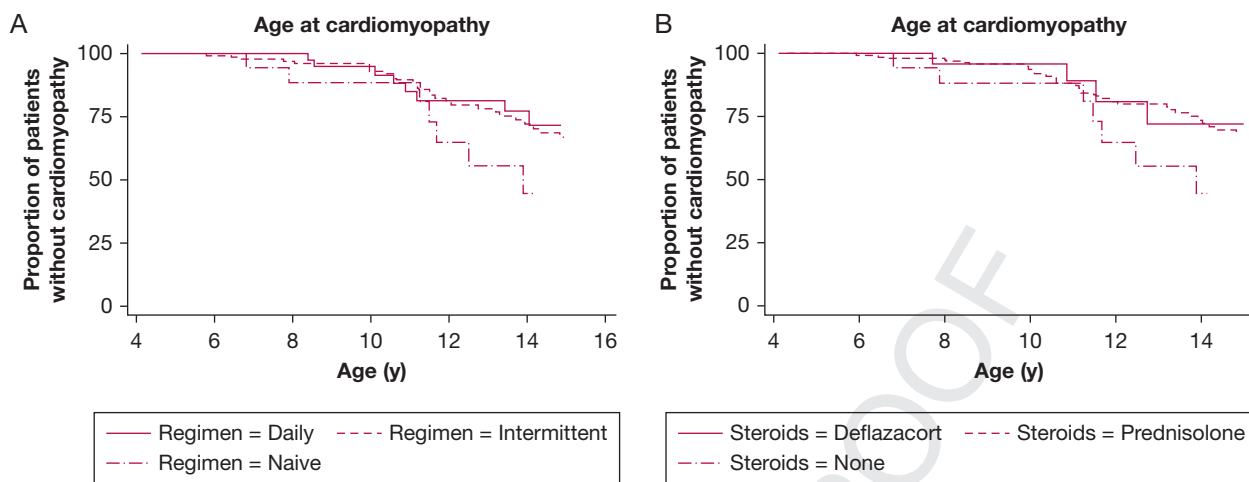 A
Age at cardiomyopathy
Proportion of patients
without cardiomyopathy
100
75
50
25
0
4 6 8 10 12 14 16
Age (y)
Regimen = Daily Regimen = Intermittent
Regimen = Naive
B
Age at cardiomyopathy
Proportion of patients
without cardiomyopathy
100
75
50
25
0
4 6 8 10 12 14
Age (y)
Steroids = Deflazacort Steroids = Prednisolone
Steroids = None
OOF